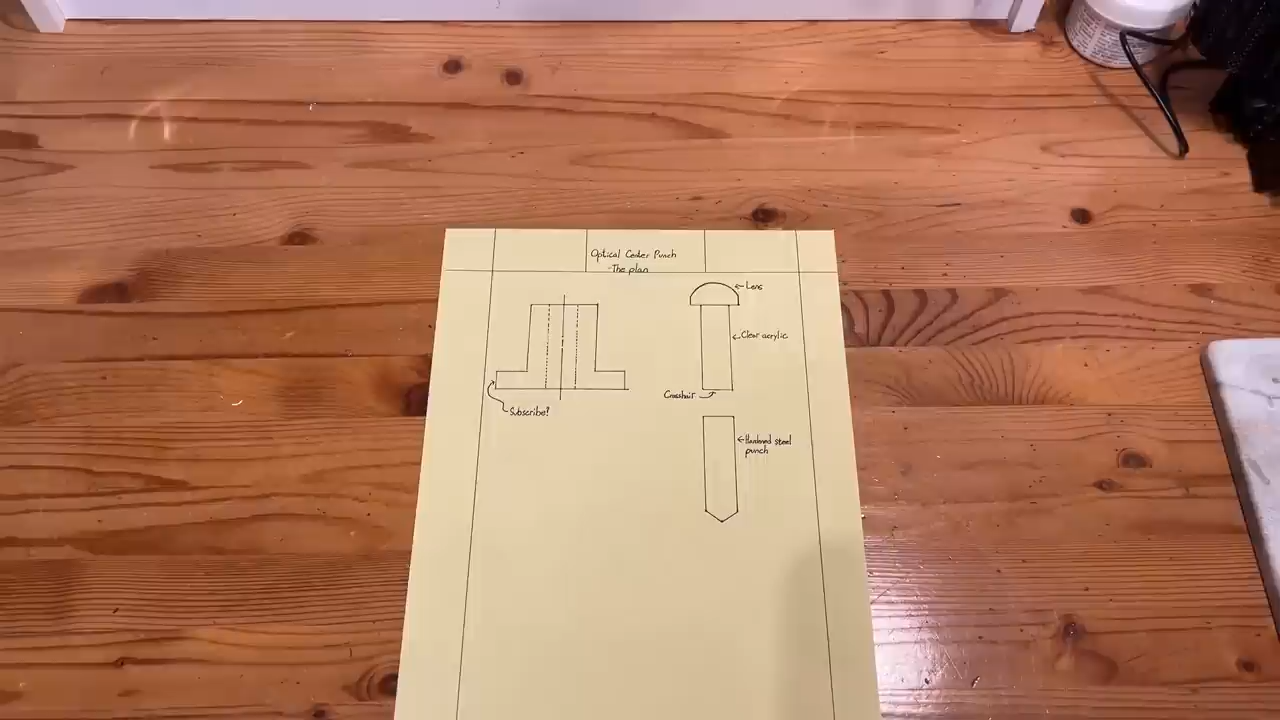 Optical Center Punch
-The plan
Lens
Clear acrylic
Crosshair
Subscribe!
Hardened steel
punch